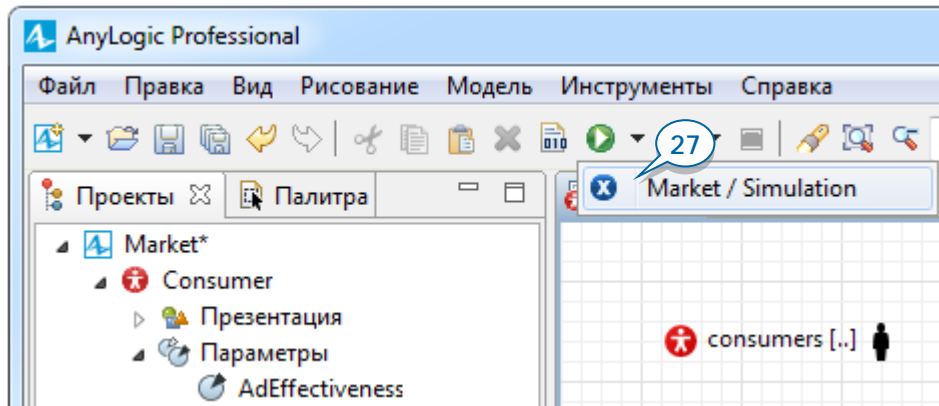 AnyLogic Professional
Файл Правка Вид Рисование Модель Инструменты Справка
27
Проекты Палитра
Market / Simulation
Market*
Consumer
Презентация
Параметры
AdEffectiveness
consumers [..]